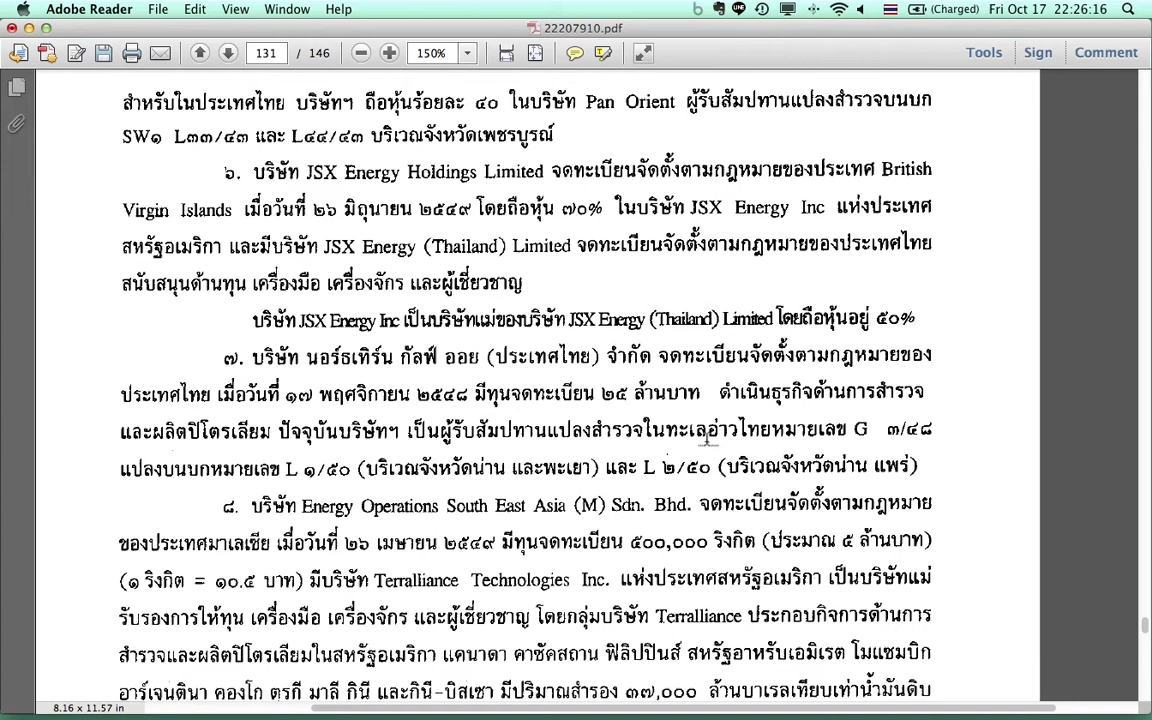 Adobe Reader File Edit View Window Help (Charged) Fri Oct 17 22:26:16
22207910.pdf
131 / 146 150% Tools Sign Comment
สำหรับในประเทศไทย บริษัทฯ ถือหุ้นร้อยละ ๔๐ ในบริษัท Pan Orient ผู้รับสัมปทานแปลงสำรวจบนบก
SW๑ L๓๓/๔๓ และ L๔๔/๔๓ บริเวณจังหวัดเพชรบูรณ์
๖. บริษัท JSX Energy Holdings Limited จดทะเบียนจัดตั้งตามกฎหมายของประเทศ British
Virgin Islands เมื่อวันที่ ๒๖ มิถุนายน ๒๕๔๙ โดยถือหุ้น ๗๐% ในบริษัท JSX Energy Inc แห่งประเทศ
สหรัฐอเมริกา และมีบริษัท JSX Energy (Thailand) Limited จดทะเบียนจัดตั้งตามกฎหมายของประเทศไทย
สนับสนุนด้านทุน เครื่องมือ เครื่องจักร และผู้เชี่ยวชาญ
บริษัท JSX Energy Inc เป็นบริษัทแม่ของบริษัท JSX Energy (Thailand) Limited โดยถือหุ้นอยู่ ๕๐%
๗. บริษัท นอร์ธเทิร์น กัลฟ์ ออย (ประเทศไทย) จำกัด จดทะเบียนจัดตั้งตามกฎหมายของ
ประเทศไทย เมื่อวันที่ ๑๗ พฤศจิกายน ๒๕๔๘ มีทุนจดทะเบียน ๒๕ ล้านบาท ดำเนินธุรกิจด้านการสำรวจ
และผลิตปิโตรเลียม ปัจจุบันบริษัทฯ เป็นผู้รับสัมปทานแปลงสำรวจในทะเลอ่าวไทยหมายเลข G ๓/๔๘
แปลงบนบกหมายเลข L ๑/๕๐ (บริเวณจังหวัดน่าน และพะเยา) และ L ๒/๕๐ (บริเวณจังหวัดน่าน แพร่)
๘. บริษัท Energy Operations South East Asia (M) Sdn. Bhd. จดทะเบียนจัดตั้งตามกฎหมาย
ของประเทศมาเลเซีย เมื่อวันที่ ๒๖ เมษายน ๒๕๔๙ มีทุนจดทะเบียน ๕๐๐,๐๐๐ ริงกิต (ประมาณ ๕ ล้านบาท)
(๑ ริงกิต = ๑๐.๕ บาท) มีบริษัท Terralliance Technologies Inc. แห่งประเทศสหรัฐอเมริกา เป็นบริษัทแม่
รับรองการให้ทุน เครื่องมือ เครื่องจักร และผู้เชี่ยวชาญ โดยกลุ่มบริษัท Terralliance ประกอบกิจการด้านการ
สำรวจและผลิตปิโตรเลียมในสหรัฐอเมริกา แคนาดา คาซัคสถาน ฟิลิปปินส์ สหรัฐอาหรับเอมิเรต โมแซมบิก
อาร์เจนตินา คองโก ตุรกี มาลี กินี และกินี-บิสเซา มีปริมาณสำรอง ๓๗,๐๐๐ ล้านบาเรลเทียบเท่าน้ำมันดิบ
8.16 x 11.57 in